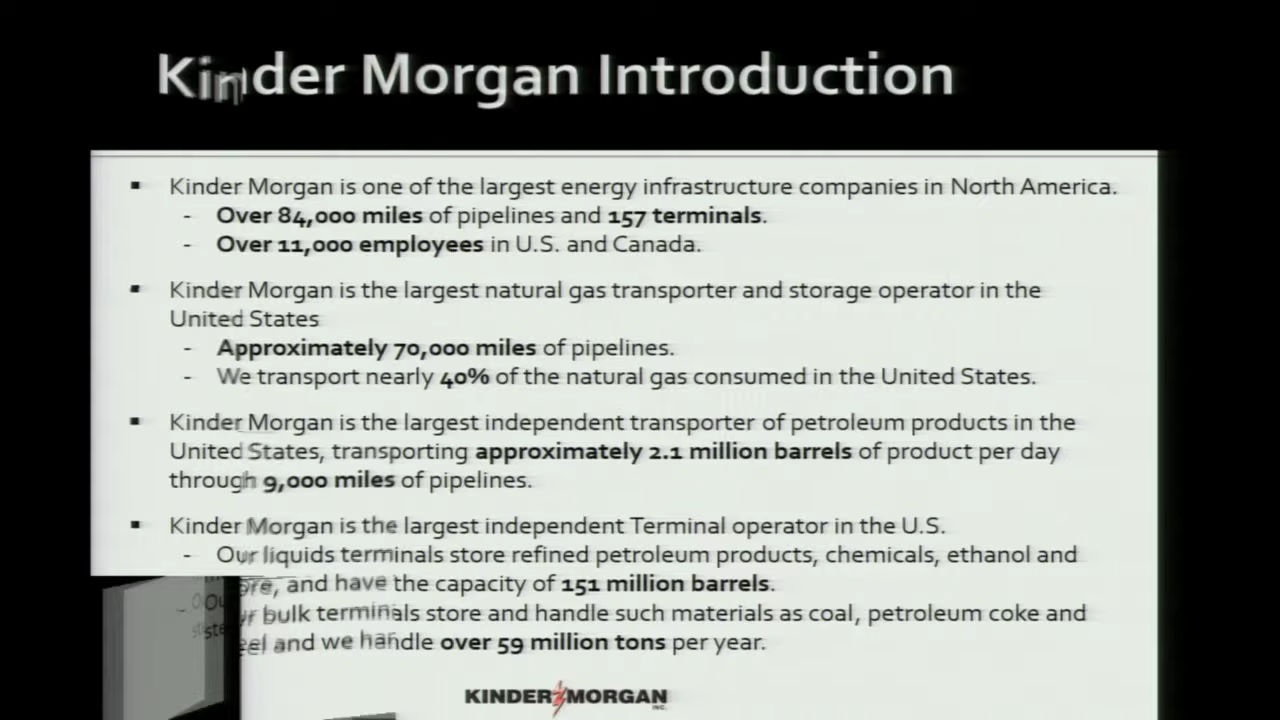 Kinder Morgan Introduction
▪ Kinder Morgan is one of the largest energy infrastructure companies in North America.
- Over 84,000 miles of pipelines and 157 terminals.
- Over 11,000 employees in U.S. and Canada.
▪ Kinder Morgan is the largest natural gas transporter and storage operator in the
United States
- Approximately 70,000 miles of pipelines.
- We transport nearly 40% of the natural gas consumed in the United States.
▪ Kinder Morgan is the largest independent transporter of petroleum products in the
United States, transporting approximately 2.1 million barrels of product per day
through 9,000 miles of pipelines.
▪ Kinder Morgan is the largest independent Terminal operator in the U.S.
- Our liquids terminals store refined petroleum products, chemicals, ethanol and
and have the capacity of 151 million barrels.
- Our bulk terminals store and handle such materials as coal, petroleum coke and
and we handle over 59 million tons per year.
KINDER MORGAN
INC.